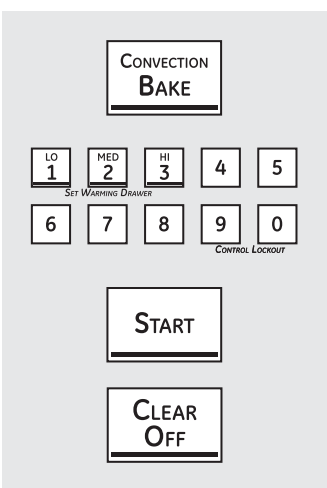 CONVECTION
BAKE
LO MED HI
1 2 3 4 5
SET WARMING DRAWER
6 7 8 9 0
CONTROL LOCKOUT
START
CLEAR
OFF